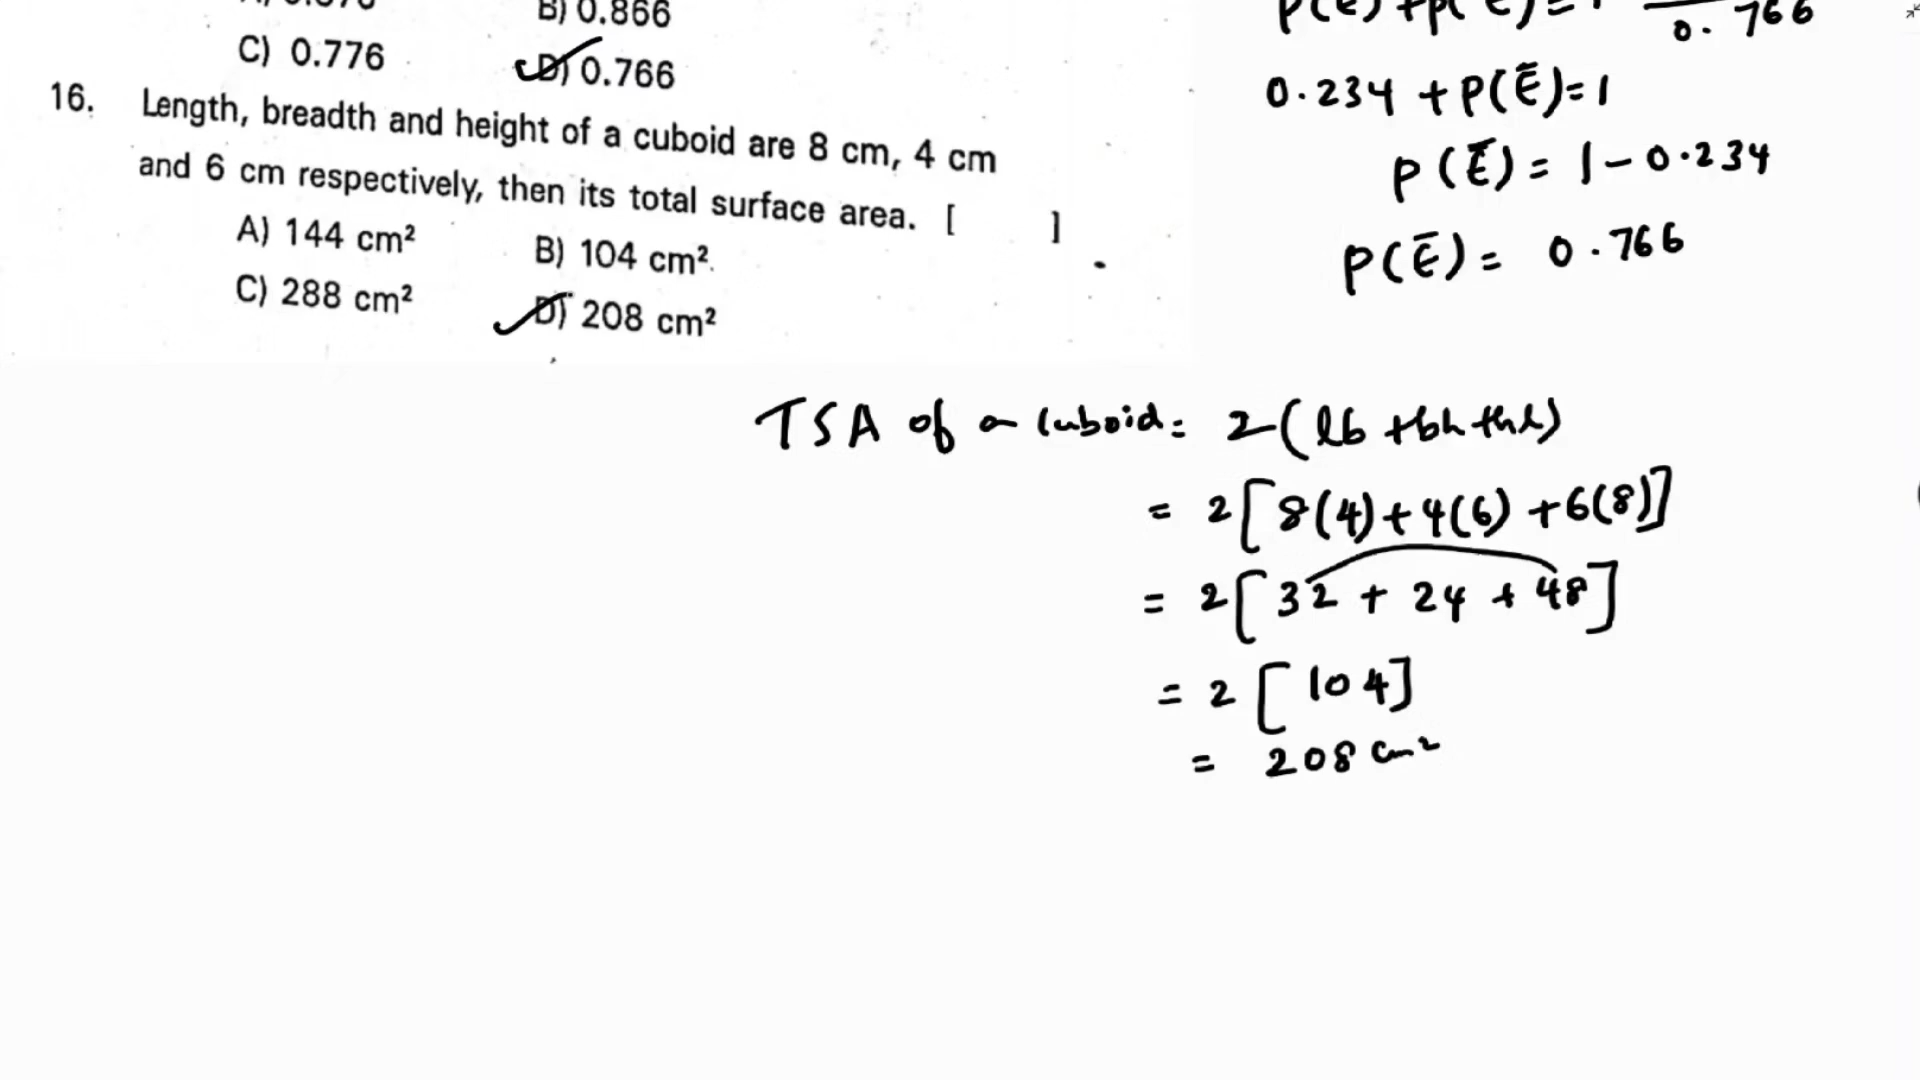 B) 0.866
C) 0.776
D) 0.766
16. Length, breadth and height of a cuboid are 8 cm, 4 cm
and 6 cm respectively, then its total surface area. [ ]
A) 144 cm²
B) 104 cm².
C) 288 cm²
D) 208 cm²
0.766
0.234 + P(Ē)=1
P(Ē) = 1-0.234
P(Ē) = 0.766
TSA of a cuboid = 2(lb+bh+hl)
= 2[8(4)+4(6)+6(8)]
= 2[32 + 24 + 48]
= 2[104]
= 208 cm²